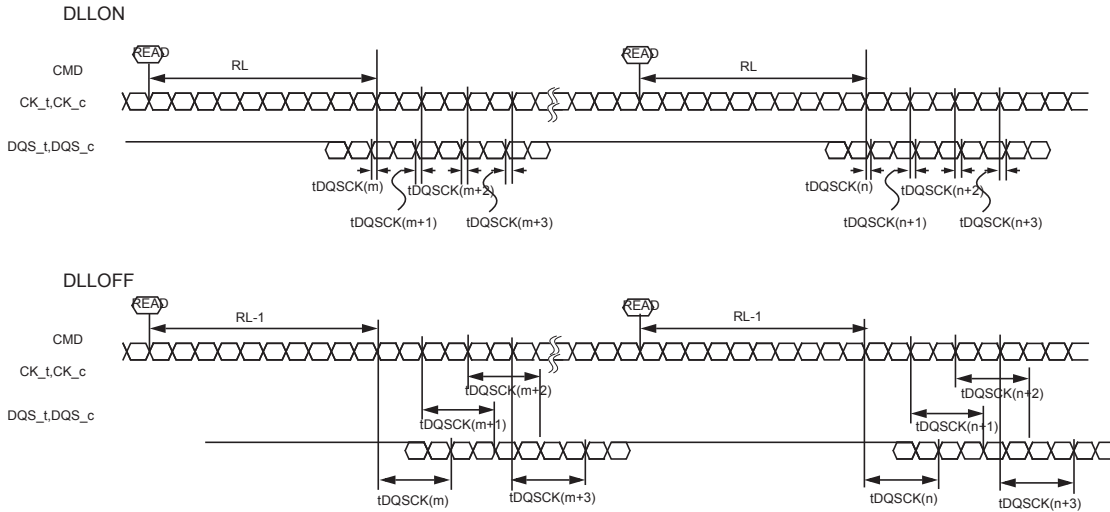 DLLON
READ READ
RL RL
CMD
CK_t,CK_c
DQS_t,DQS_c
tDQSCK(m) tDQSCK(m+2) tDQSCK(n) tDQSCK(n+2)
tDQSCK(m+1) tDQSCK(m+3) tDQSCK(n+1) tDQSCK(n+3)
DLLOFF
READ READ
RL-1 RL-1
CMD
CK_t,CK_c
tDQSCK(m+2) tDQSCK(n+2)
DQS_t,DQS_c
tDQSCK(m+1) tDQSCK(n+1)
tDQSCK(m) tDQSCK(m+3) tDQSCK(n) tDQSCK(n+3)